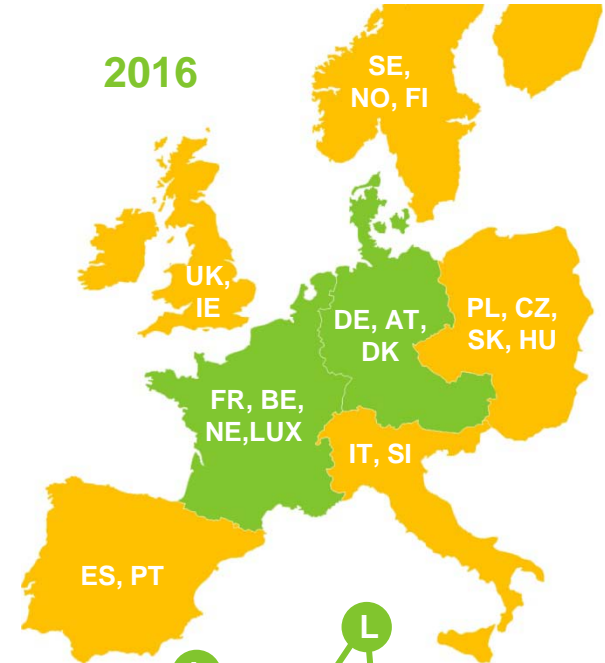 2016
SE,
NO, FI
UK,
IE
DE, AT,
DK
PL, CZ,
SK, HU
FR, BE,
NE,LUX
IT, SI
ES, PT
L